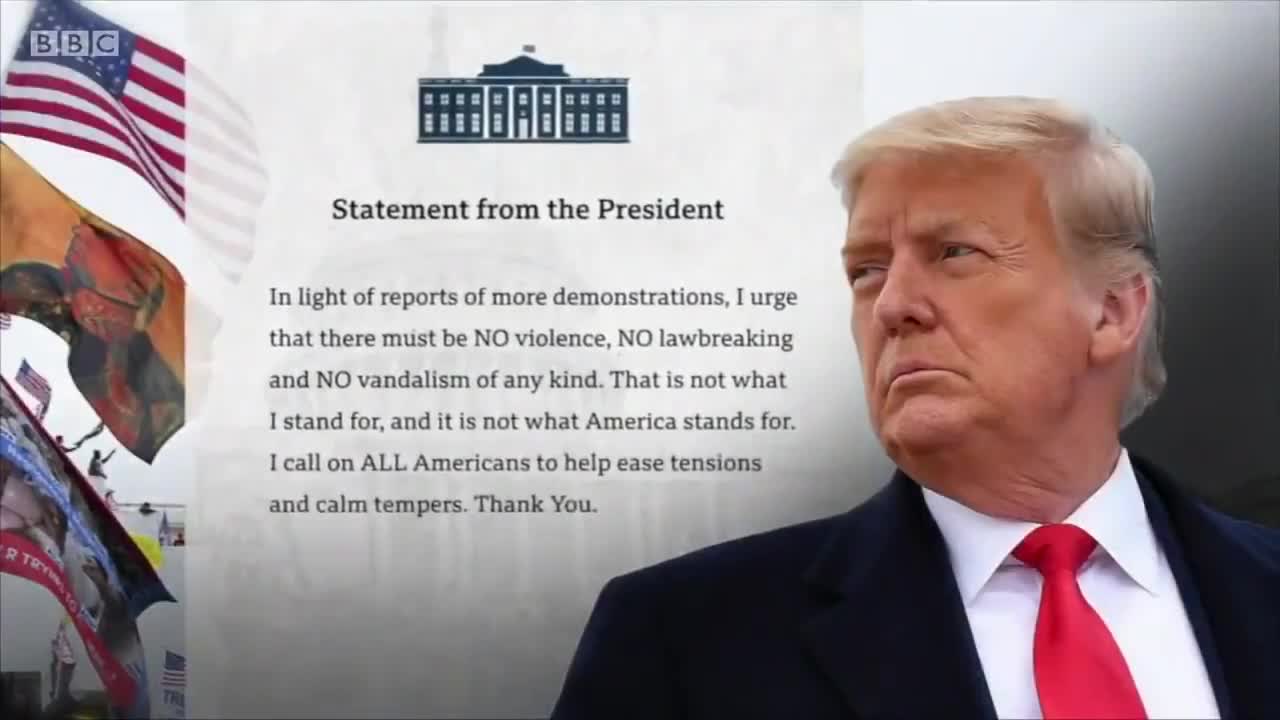 BBC
Statement from the President
In light of reports of more demonstrations, I urge
that there must be NO violence, NO lawbreaking
and NO vandalism of any kind. That is not what
I stand for, and it is not what America stands for.
I call on ALL Americans to help ease tensions
and calm tempers. Thank You.
R TRYING TO